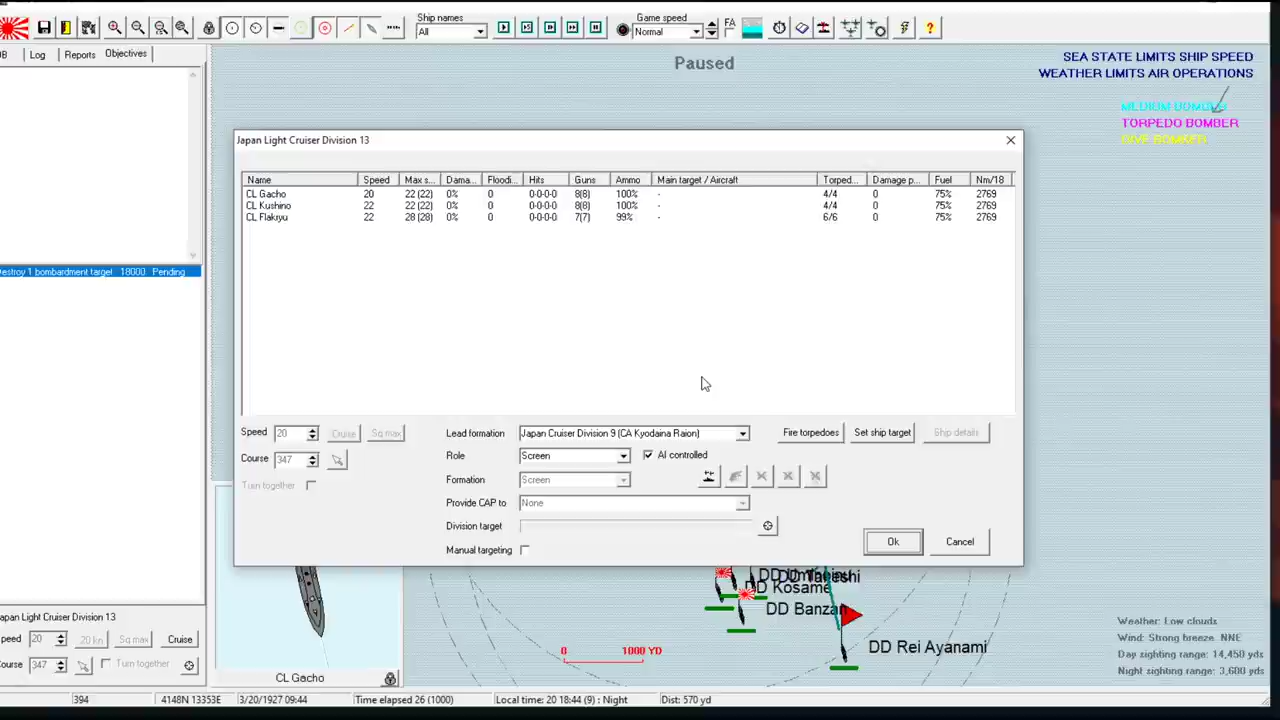 Ship names
Game speed
All
Normal
FA
DB
Log
Reports
Objectives
Paused
SEA STATE LIMITS SHIP SPEED
WEATHER LIMITS AIR OPERATIONS
MEDIUM BOMBER
TORPEDO BOMBER
DIVE BOMBER
Japan Light Cruiser Division 13
Name Speed Max s... Dama... Floodi... Hits Guns Ammo Main target / Aircraft Torped... Damage p... Fuel Nm/18
CL Gacho 20 22 (22) 0% 0 0-0-0-0 8(8) 100% - 4/4 0 75% 2769
CL Kushino 22 22 (22) 0% 0 0-0-0-0 8(8) 100% - 4/4 0 75% 2769
CL Flakiyu 22 28 (28) 0% 0 0-0-0-0 7(7) 99% - 6/6 0 75% 2769
estroy 1 bombardment target 18000 Pending
Speed 20 Cruise Sq max
Course 347
Turn together
Lead formation Japan Cruiser Division 9 (CA Kyodaina Raion)
Role Screen AI controlled
Formation Screen
Provide CAP to None
Division target
Manual targeting
Fire torpedoes Set ship target Ship details
Ok Cancel
DD Kosame
DD Banzan
DD Rei Ayanami
0 1000 YD
Weather: Low clouds
Wind: Strong breeze NNE
Day sighting range: 14,450 yds
Night sighting range: 3,600 yds
apan Light Cruiser Division 13
peed 20 20 kn Sq max Cruise
ourse 347 Turn together
CL Gacho
394 4148N 13353E 3/20/1927 09:44 Time elapsed 26 (1000) Local time: 20 18:44 (9) : Night Dist: 570 yd